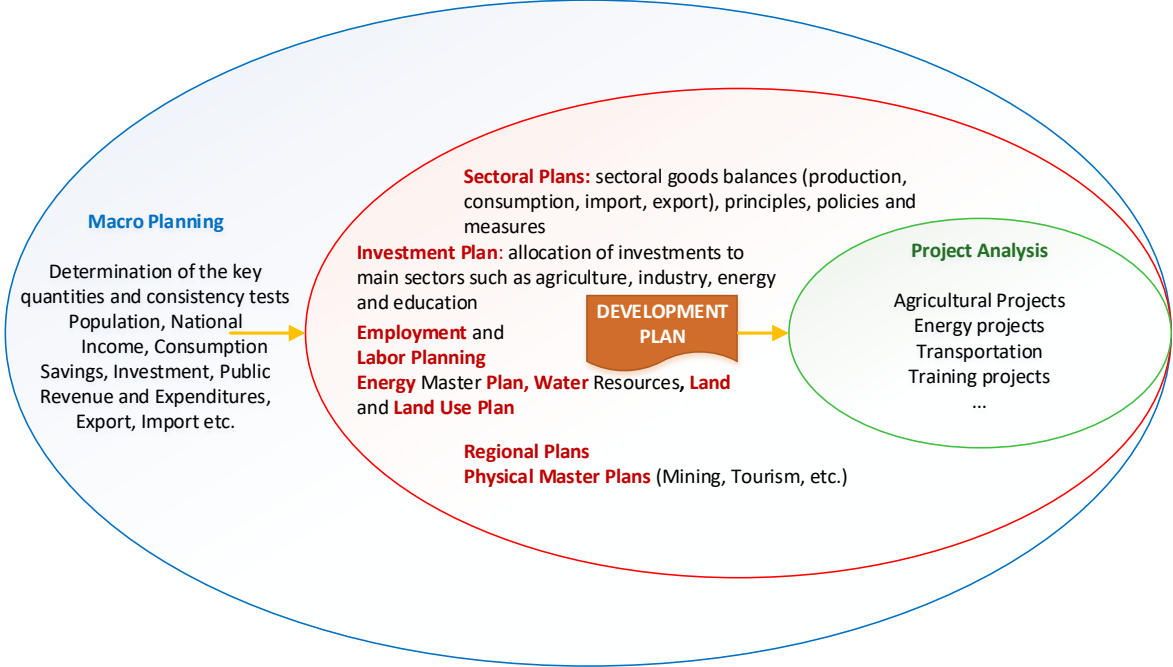 Macro Planning
Determination of the key
quantities and consistency tests
Population, National
Income, Consumption
Savings, Investment, Public
Revenue and Expenditures,
Export, Import etc.
Sectoral Plans: sectoral goods balances (production,
consumption, import, export), principles, policies and
measures
Investment Plan: allocation of investments to
main sectors such as agriculture, industry, energy
and education
Employment and
Labor Planning
Energy Master Plan, Water Resources, Land
and Land Use Plan
Regional Plans
Physical Master Plans (Mining, Tourism, etc.)
DEVELOPMENT
PLAN
Project Analysis
Agricultural Projects
Energy projects
Transportation
Training projects
...